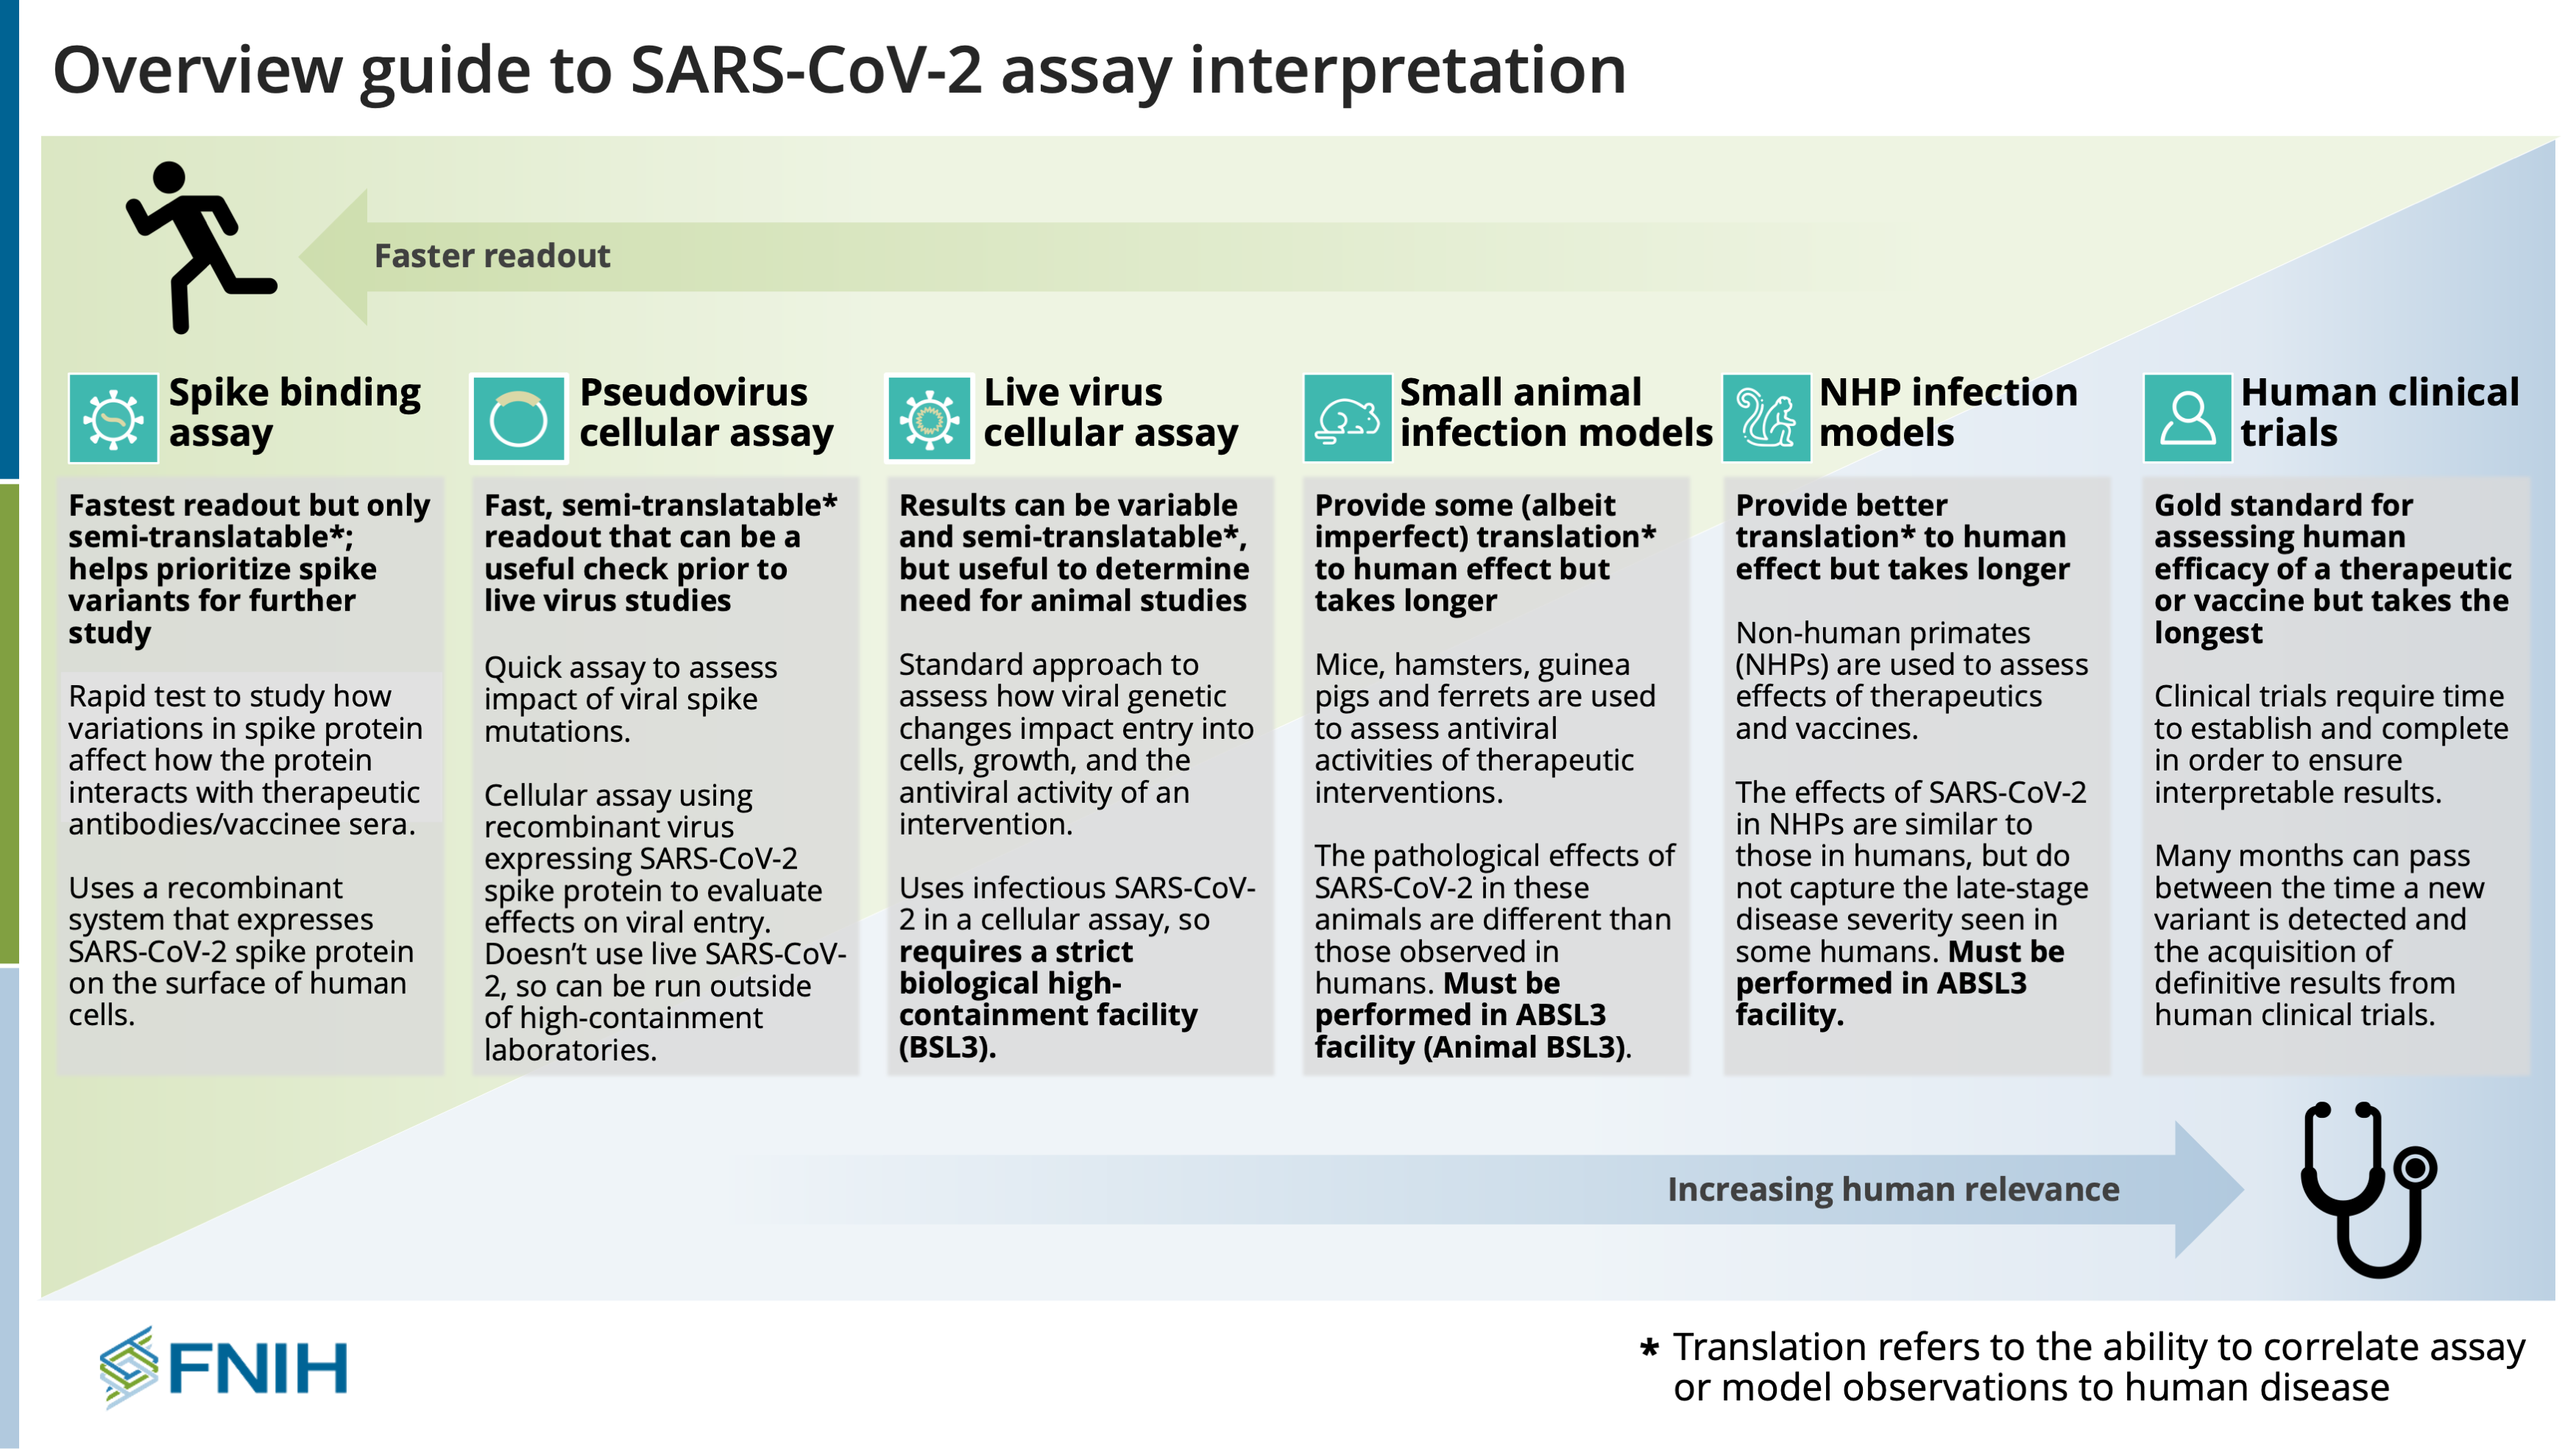 Overview guide to SARS-CoV-2 assay interpretation
Faster readout
Spike binding
assay
Fastest readout but only
semi-translatable*;
helps prioritize spike
variants for further
study
Rapid test to study how
variations in spike protein
affect how the protein
interacts with therapeutic
antibodies/vaccinee sera.
Uses a recombinant
system that expresses
SARS-CoV-2 spike protein
on the surface of human
cells.
Pseudovirus
cellular assay
Fast, semi-translatable*
readout that can be a
useful check prior to
live virus studies
Quick assay to assess
impact of viral spike
mutations.
Cellular assay using
recombinant virus
expressing SARS-CoV-2
spike protein to evaluate
effects on viral entry.
Doesn’t use live SARS-CoV-
2, so can be run outside
of high-containment
laboratories.
Live virus
cellular assay
Results can be variable
and semi-translatable*,
but useful to determine
need for animal studies
Standard approach to
assess how viral genetic
changes impact entry into
cells, growth, and the
antiviral activity of an
intervention.
Uses infectious SARS-CoV-
2 in a cellular assay, so
requires a strict
biological high-
containment facility
(BSL3).
Small animal
infection models
Provide some (albeit
imperfect) translation*
to human effect but
takes longer
Mice, hamsters, guinea
pigs and ferrets are used
to assess antiviral
activities of therapeutic
interventions.
The pathological effects of
SARS-CoV-2 in these
animals are different than
those observed in
humans. Must be
performed in ABSL3
facility (Animal BSL3).
NHP infection
models
Provide better
translation* to human
effect but takes longer
Non-human primates
(NHPs) are used to assess
effects of therapeutics
and vaccines.
The effects of SARS-CoV-2
in NHPs are similar to
those in humans, but do
not capture the late-stage
disease severity seen in
some humans. Must be
performed in ABSL3
facility.
Human clinical
trials
Gold standard for
assessing human
efficacy of a therapeutic
or vaccine but takes the
longest
Clinical trials require time
to establish and complete
in order to ensure
interpretable results.
Many months can pass
between the time a new
variant is detected and
the acquisition of
definitive results from
human clinical trials.
Increasing human relevance
FNIH
* Translation refers to the ability to correlate assay
or model observations to human disease